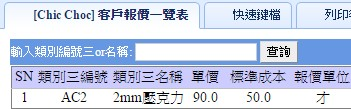 [Chic Choc] 客戶報價一覽表 快速鍵檔 列印
輸入類別編號三or名稱: 查詢
SN 類別三編號 類別三名稱 單價 標準成本 報價單位
1 AC2 2mm壓克力 90.0 50.0 才